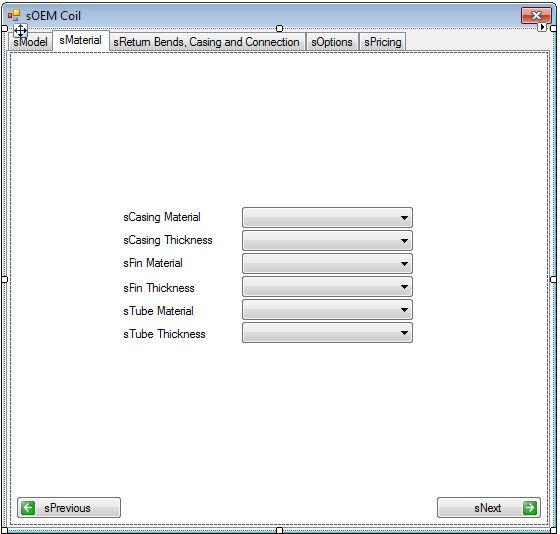 sOEM Coil
sModel sMaterial sReturn Bends, Casing and Connection sOptions sPricing
sCasing Material
sCasing Thickness
sFin Material
sFin Thickness
sTube Material
sTube Thickness
sPrevious sNext